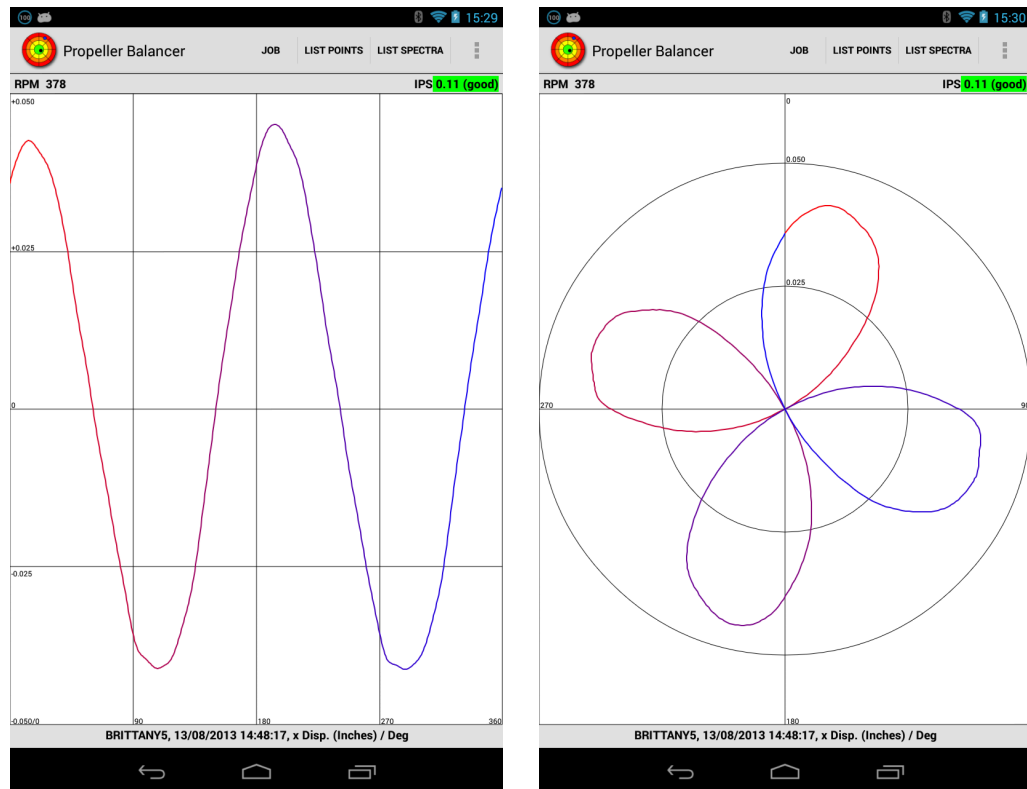 100 15:29
Propeller Balancer JOB LIST POINTS LIST SPECTRA
RPM 378 IPS 0.11 (good)
+0.050
+0.025
0
-0.025
-0.050/0 90 180 270 360
BRITTANY5, 13/08/2013 14:48:17, x Disp. (Inches) / Deg
100 15:30
Propeller Balancer JOB LIST POINTS LIST SPECTRA
RPM 378 IPS 0.11 (good)
0
0.050
0.025
270 9
180
BRITTANY5, 13/08/2013 14:48:17, x Disp. (Inches) / Deg